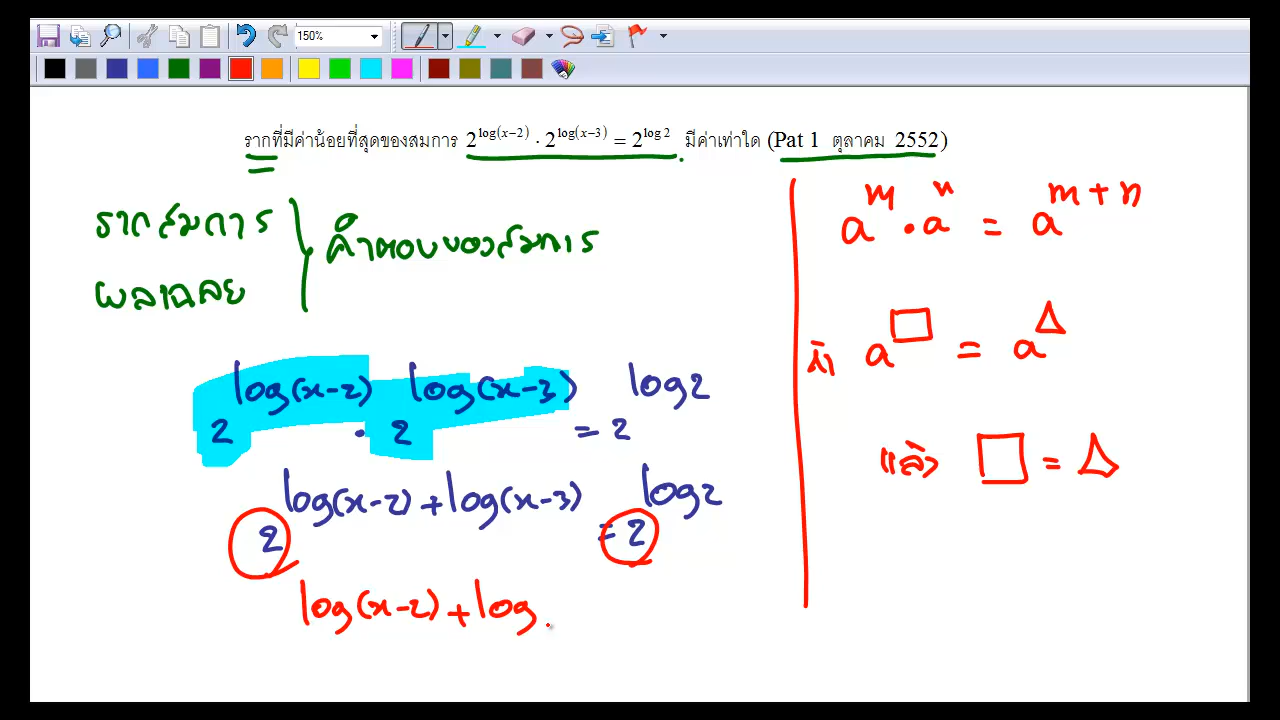 150%
รากที่มีค่าน้อยที่สุดของสมการ 2^{log(x−2)} · 2^{log(x−3)} = 2^{log 2} มีค่าเท่าใด (Pat 1 ตุลาคม 2552)
รากสมการ
ผลเฉลย
คำตอบของสมการ
2^{log(x-2)} · 2^{log(x-3)} = 2^{log2}
2^{log(x-2)+log(x-3)} = 2^{log2}
log(x-2)+log
a^m · a^n = a^{m+n}
ถ้า a^□ = a^Δ
แล้ว □ = Δ